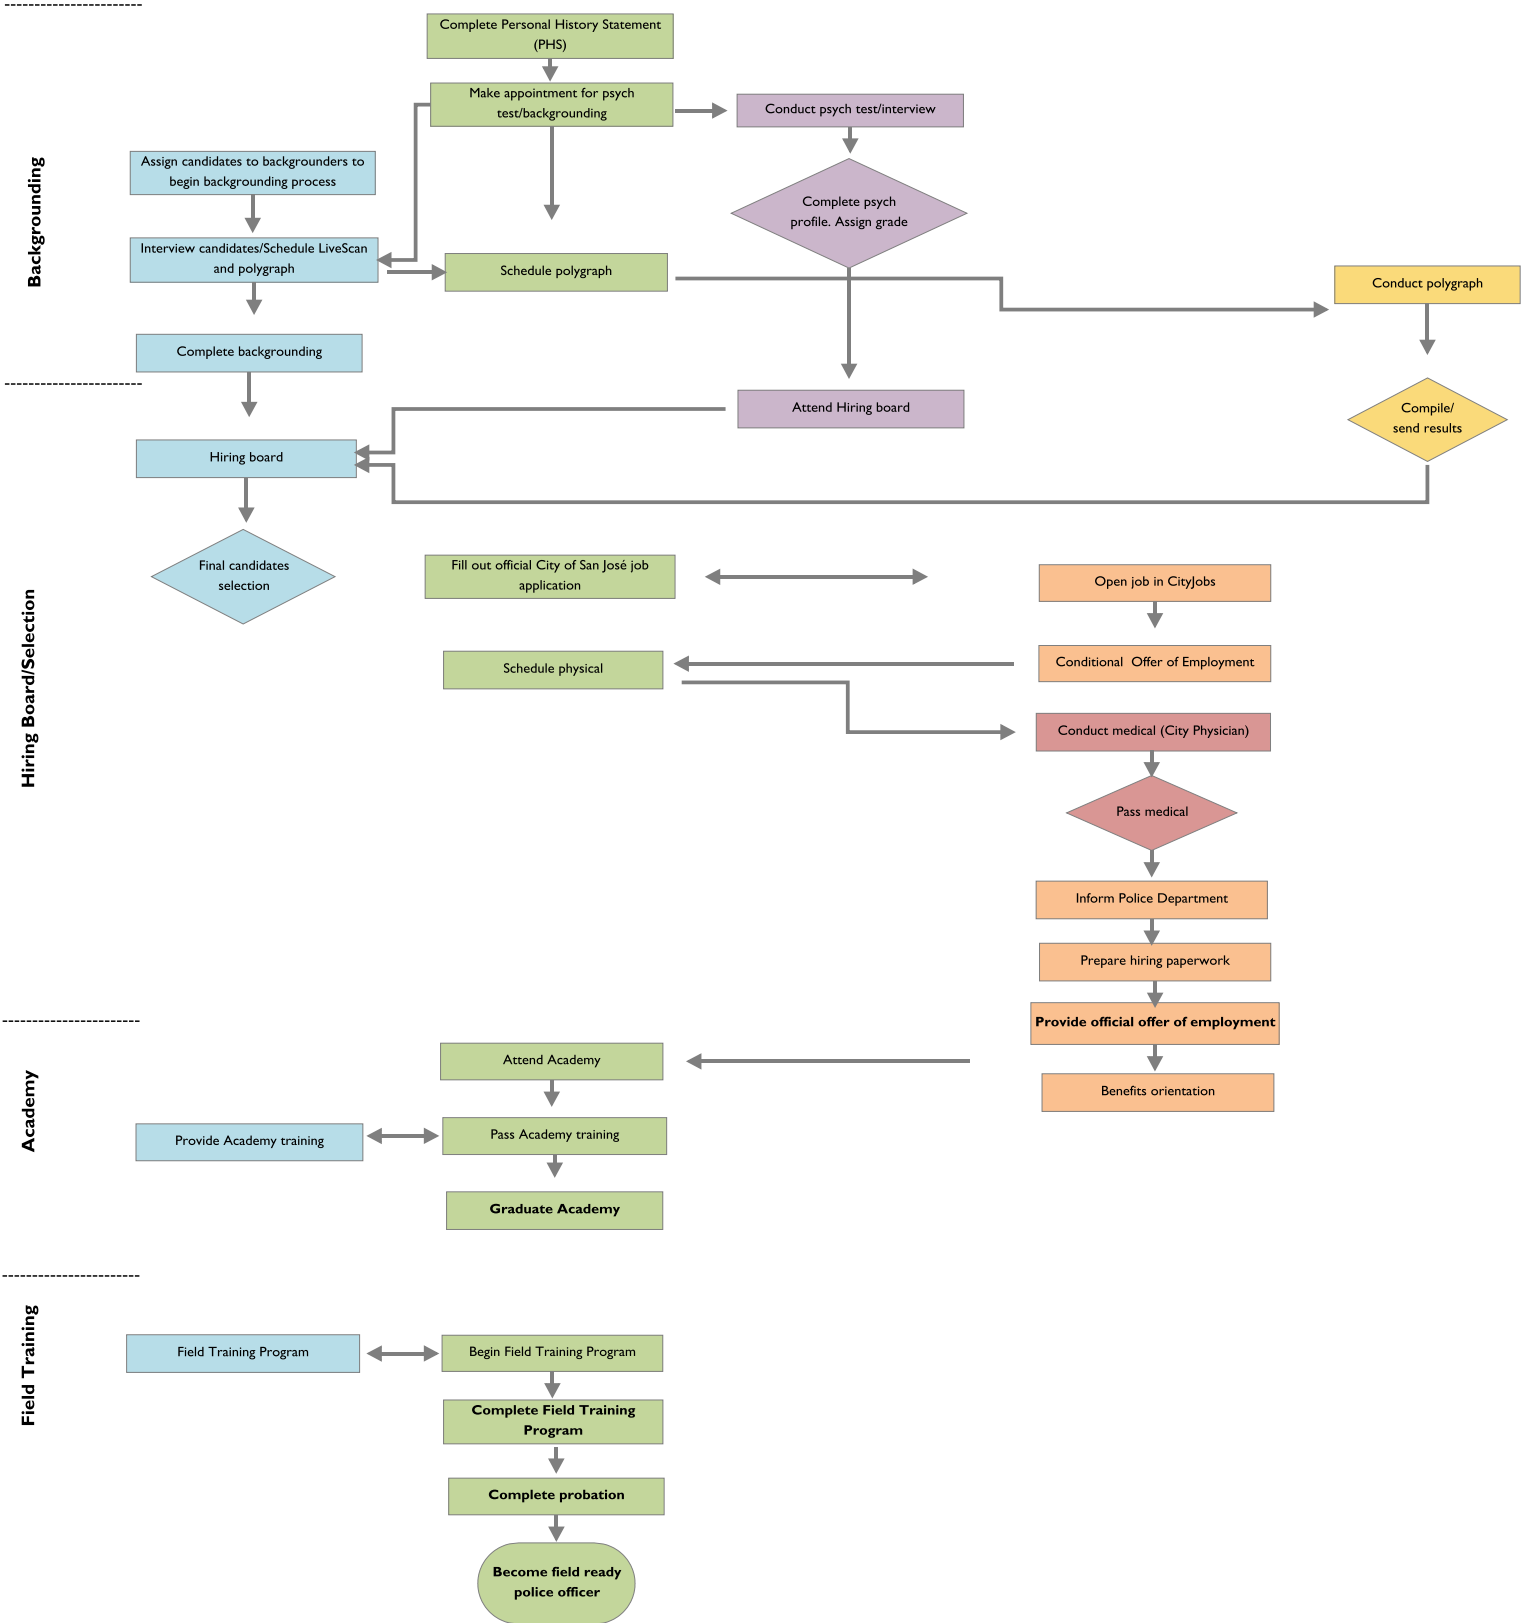 Backgrounding
Complete Personal History Statement
(PHS)
Make appointment for psych
test/backgrounding
Conduct psych test/interview
Assign candidates to backgrounders to
begin backgrounding process
Complete psych
profile. Assign grade
Interview candidates/Schedule LiveScan
and polygraph
Schedule polygraph
Conduct polygraph
Complete backgrounding
Hiring Board/Selection
Attend Hiring board
Compile/
send results
Hiring board
Final candidates
selection
Fill out official City of San José job
application
Open job in CityJobs
Schedule physical
Conditional  Offer of Employment
Conduct medical (City Physician)
Pass medical
Inform Police Department
Prepare hiring paperwork
Provide official offer of employment
Academy
Attend Academy
Benefits orientation
Provide Academy training
Pass Academy training
Graduate Academy
Field Training
Field Training Program
Begin Field Training Program
Complete Field Training
Program
Complete probation
Become field ready
police officer